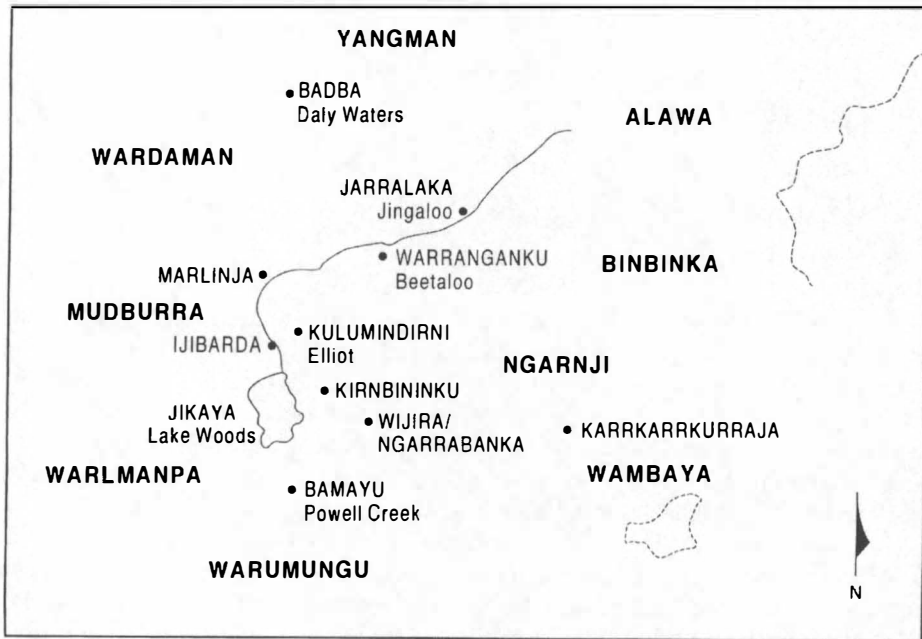 YANGMAN
BADBA
Daly Waters
ALAWA
WARDAMAN
JARRALAKA
Jingaloo
WARRANGANKU
Beetaloo
BINBINKA
MARLINJA
MUDBURRA
KULUMINDIRNI
Elliot
IJIBARDA
NGARNJI
KIRNBININKU
JIKAYA
Lake Woods
WIJIRA/
NGARRABANKA
KARRKARRKURRAJA
WARLMANPA
WAMBAYA
BAMAYU
Powell Creek
WARUMUNGU
N